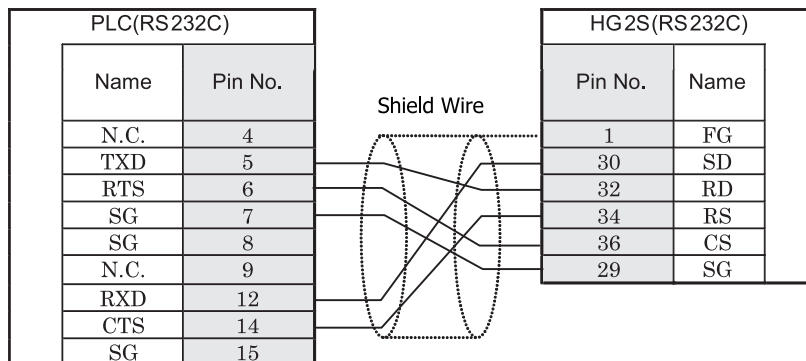 PLC(RS232C)
Name Pin No.
N.C. 4
TXD 5
RTS 6
SG 7
SG 8
N.C. 9
RXD 12
CTS 14
SG 15
Shield Wire
HG2S(RS232C)
Pin No. Name
1 FG
30 SD
32 RD
34 RS
36 CS
29 SG